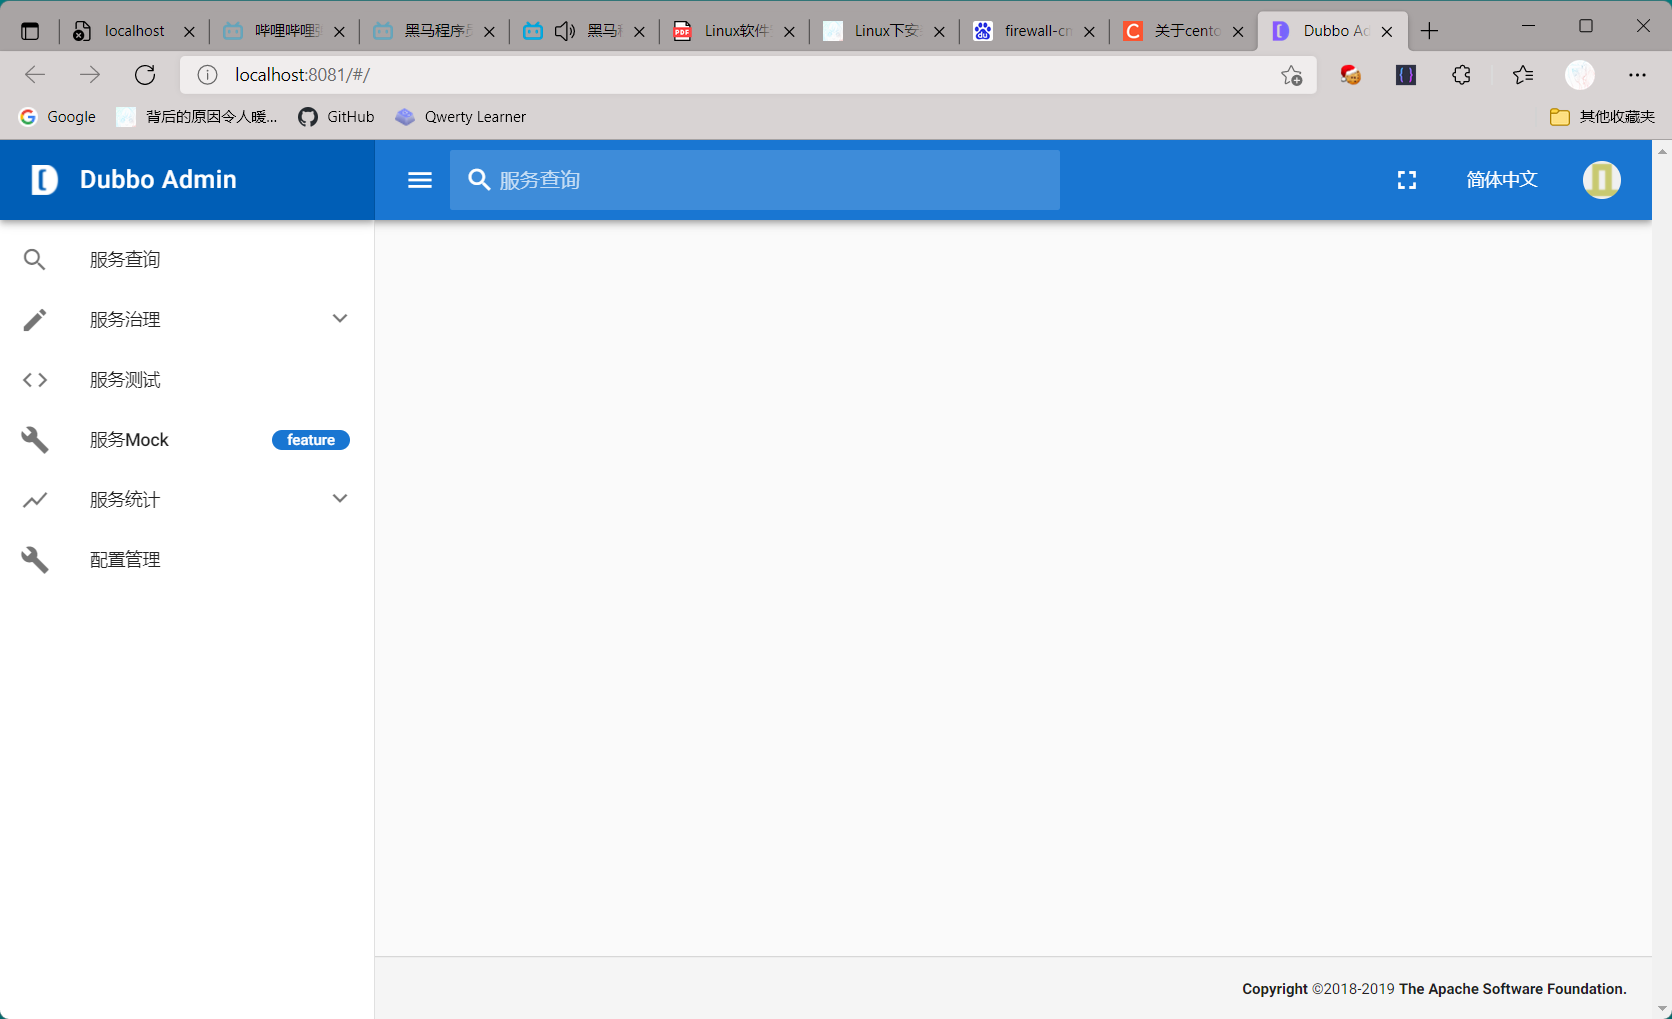 localhost
哔哩哔哩
黑马程序员
黑马
Linux软件
Linux下安
firewall-cm
关于cento
Dubbo Ad
localhost:8081/#/
Google
背后的原因令人暖...
GitHub
Qwerty Learner
其他收藏夹
Dubbo Admin
服务查询
简体中文
服务查询
服务治理
服务测试
服务Mock
feature
服务统计
配置管理
Copyright ©2018-2019 The Apache Software Foundation.